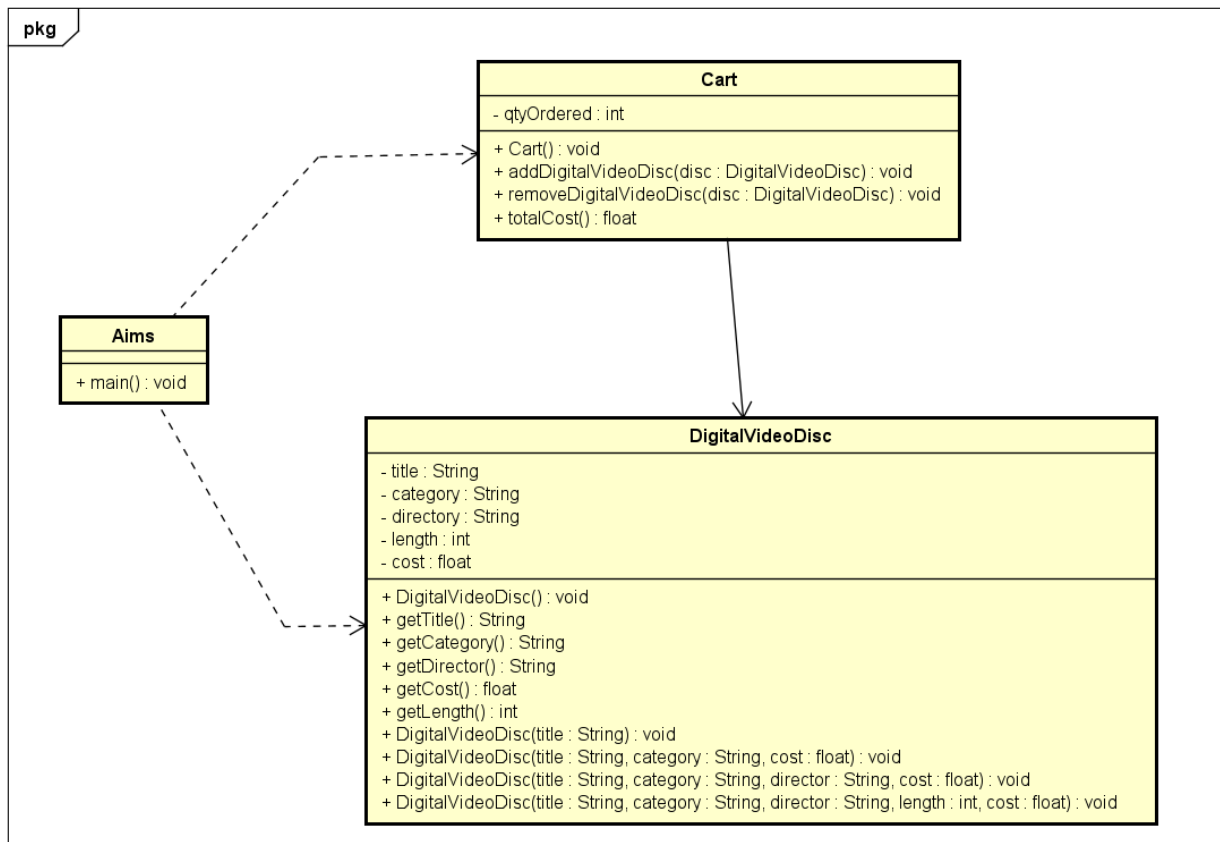 pkg
Cart
- qtyOrdered : int
+ Cart() : void
+ addDigitalVideoDisc(disc : DigitalVideoDisc) : void
+ removeDigitalVideoDisc(disc : DigitalVideoDisc) : void
+ totalCost() : float
Aims
+ main() : void
DigitalVideoDisc
- title : String
- category : String
- directory : String
- length : int
- cost : float
+ DigitalVideoDisc() : void
+ getTitle() : String
+ getCategory() : String
+ getDirector() : String
+ getCost() : float
+ getLength() : int
+ DigitalVideoDisc(title : String) : void
+ DigitalVideoDisc(title : String, category : String, cost : float) : void
+ DigitalVideoDisc(title : String, category : String, director : String, cost : float) : void
+ DigitalVideoDisc(title : String, category : String, director : String, length : int, cost : float) : void